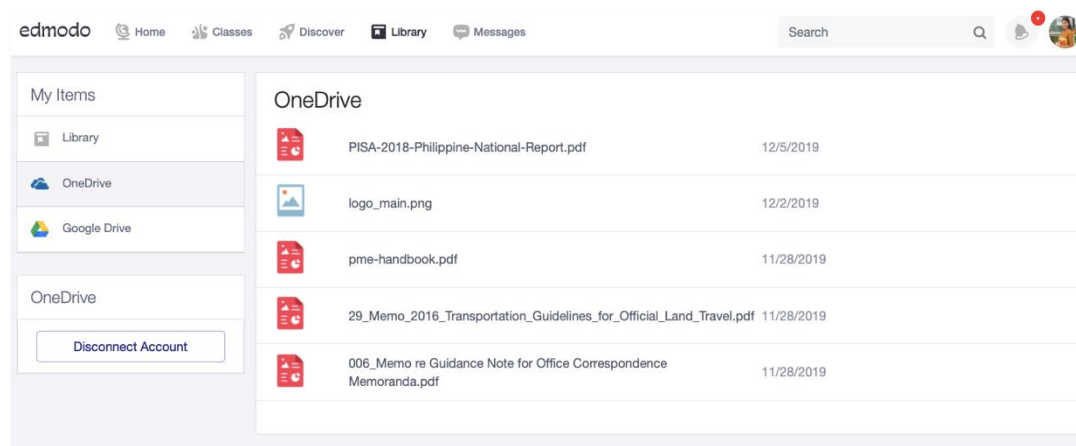 edmodo
Home
Classes
Discover
Library
Messages
Search
My Items
Library
OneDrive
Google Drive
OneDrive
Disconnect Account
OneDrive
PISA-2018-Philippine-National-Report.pdf 12/5/2019
logo_main.png 12/2/2019
pme-handbook.pdf 11/28/2019
29_Memo_2016_Transportation_Guidelines_for_Official_Land_Travel.pdf 11/28/2019
006_Memo re Guidance Note for Office Correspondence
Memoranda.pdf 11/28/2019